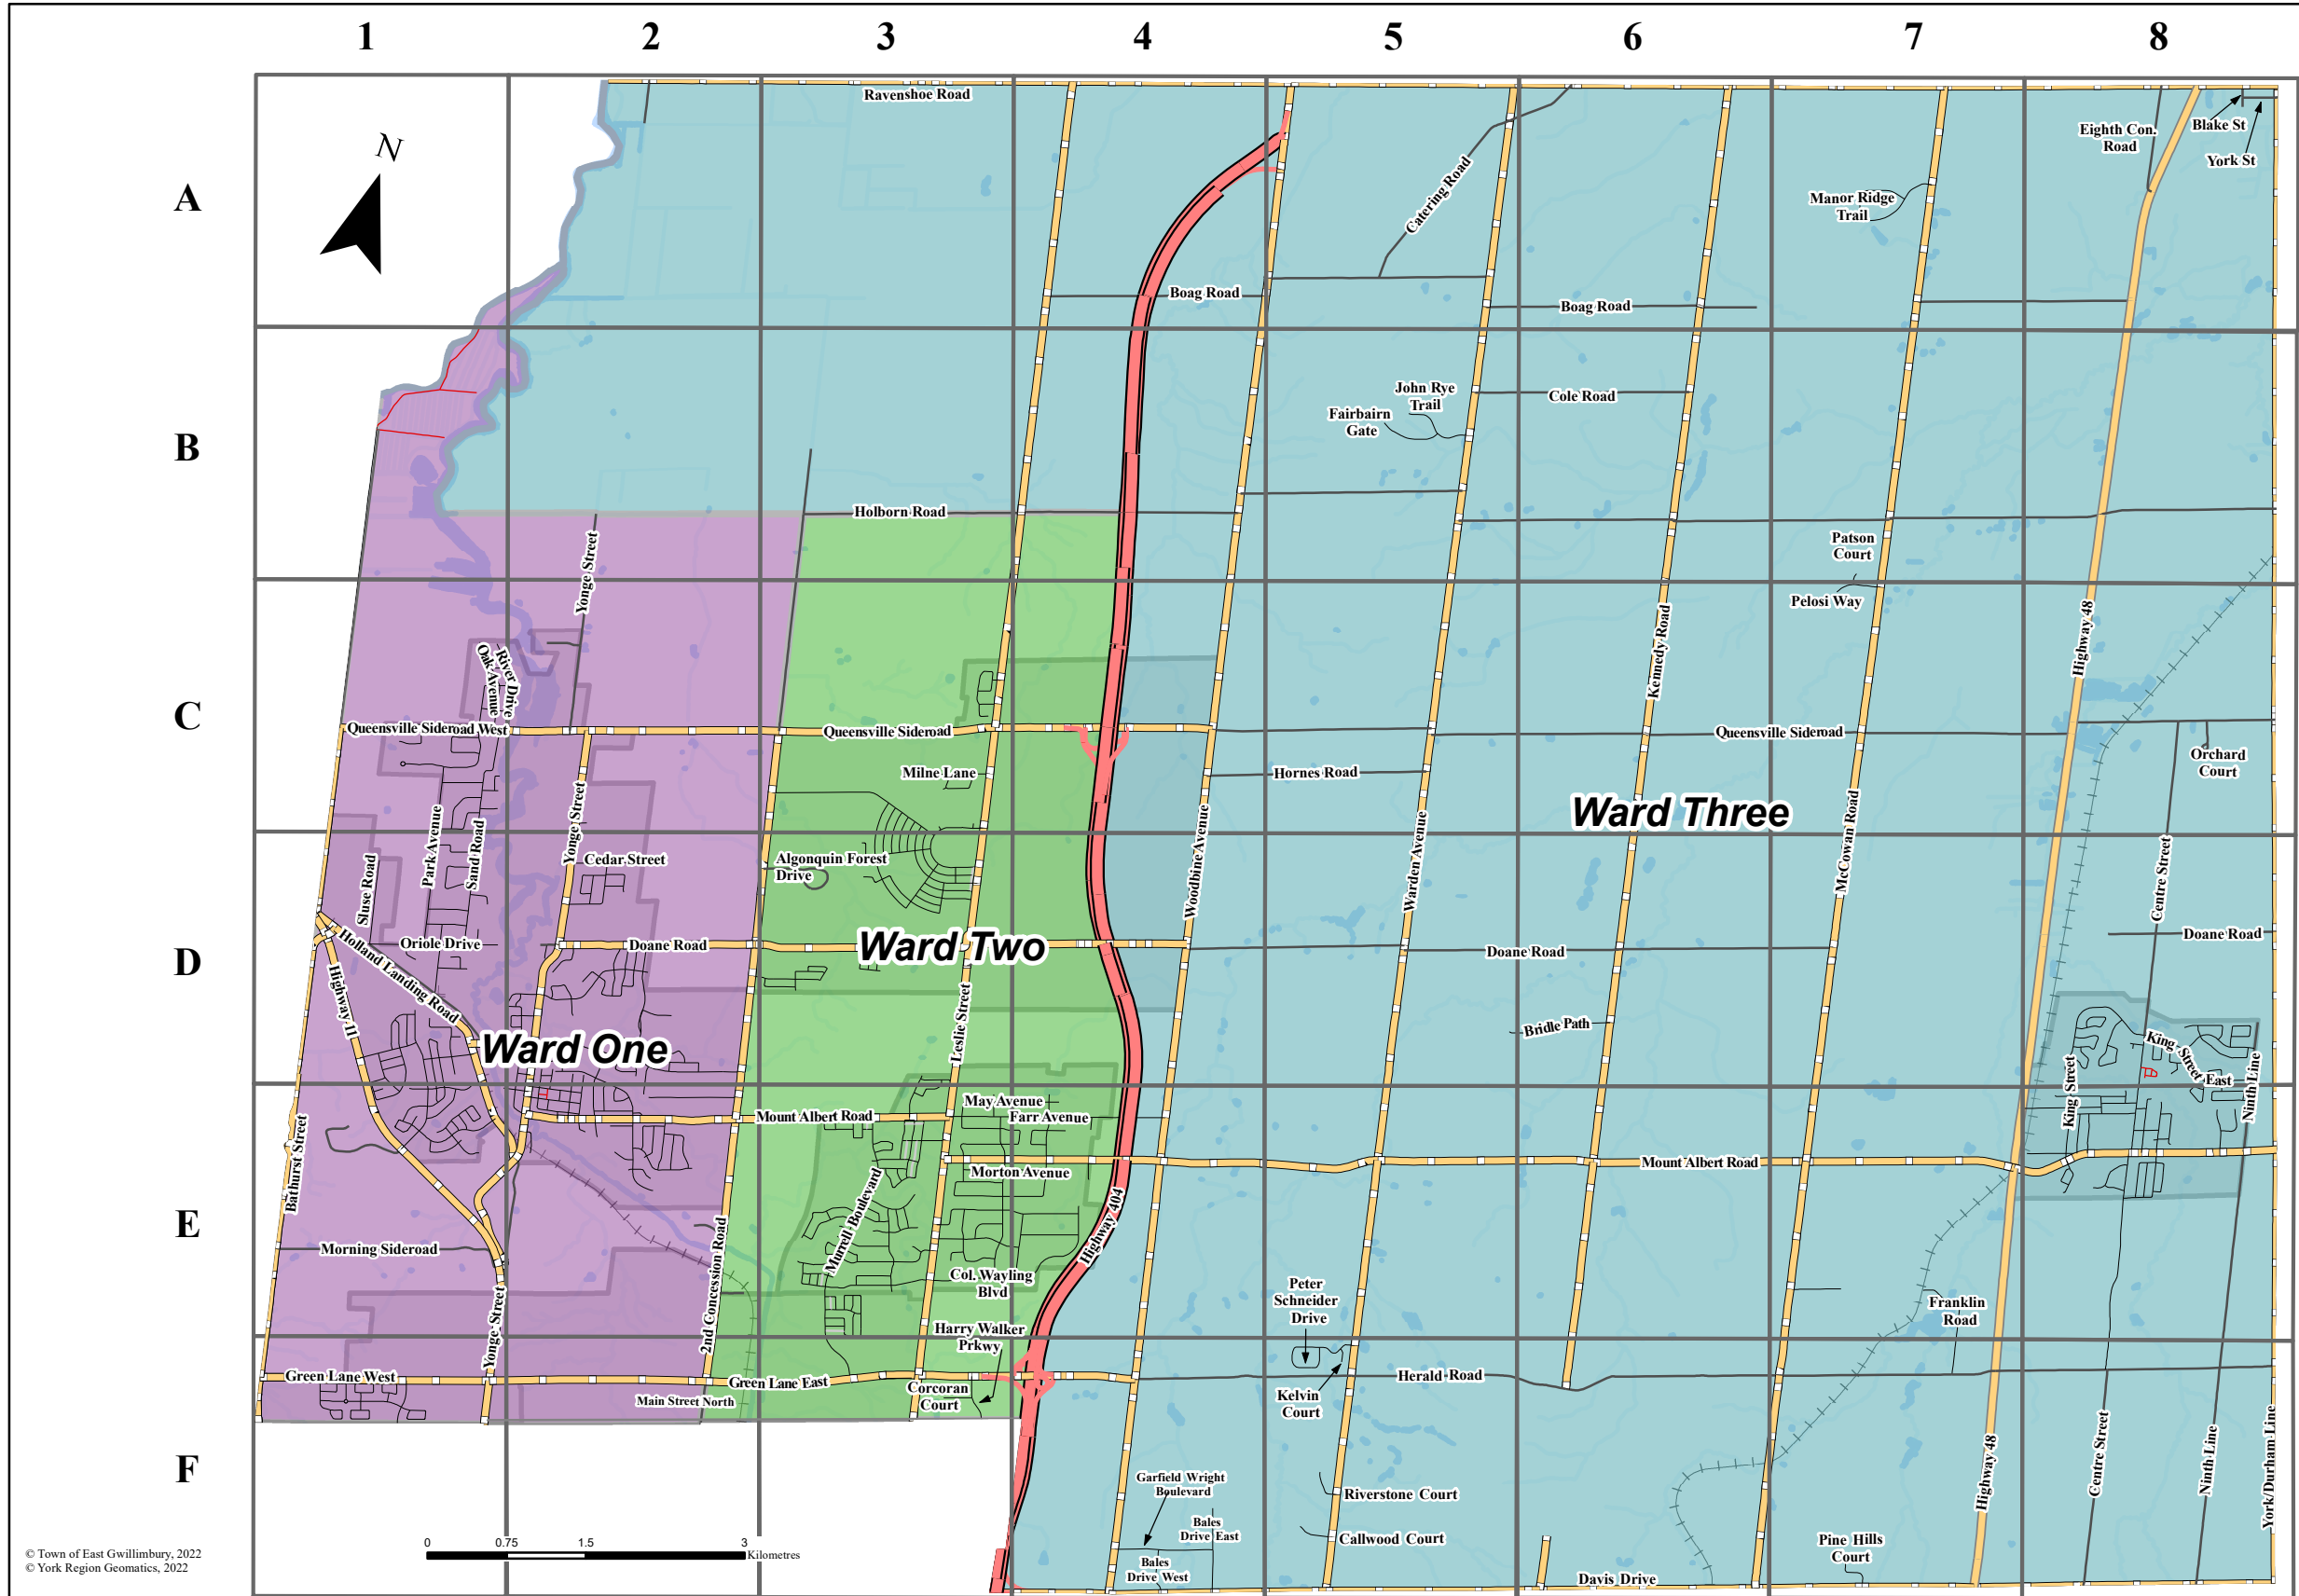 1 2 3 4 5 6 7 8
Ravenshoe Road
N
A
Eighth Con.
Road
Blake St
York St
Catering Road
Manor Ridge
Trail
Boag Road
Boag Road
B
John Rye
Trail
Fairbairn
Gate
Cole Road
Holborn Road
Yonge Street
Patson
Court
Pelosi Way
Kennedy Road
Highway 48
C
River Drive
Oak Avenue
Queensville Sideroad West
Queensville Sideroad
Queensville Sideroad
Milne Lane
Hornes Road
Orchard
Court
Ward Three
Park Avenue
Sand Road
Yonge Street
Sluse Road
Cedar Street
Algonquin Forest
Drive
Woodbine Avenue
Warden Avenue
McCowan Road
Centre Street
D
Oriole Drive
Holland Landing Road
Highway 11
Doane Road
Ward Two
Doane Road
Doane Road
Leslie Street
Ward One
Bridle Path
King Street
King Street East
Ninth Line
May Avenue
Mount Albert Road
Farr Avenue
Bathurst Street
Morton Avenue
Mount Albert Road
Murrell Boulevard
Highway 404
E
Morning Sideroad
2nd Concession Road
Col. Wayling
Blvd
Peter
Schneider
Drive
Franklin
Road
Yonge Street
Harry Walker
Prkwy
Green Lane West
Green Lane East
Herald Road
Main Street North
Corcoran
Court
Kelvin
Court
F
Highway 48
Centre Street
Ninth Line
York/Durham Line
Garfield Wright
Boulevard
Riverstone Court
Bales
Drive East
Callwood Court
Pine Hills
Court
Bales
Drive West
Davis Drive
0 0.75 1.5 3
Kilometres
© Town of East Gwillimbury, 2022
© York Region Geomatics, 2022